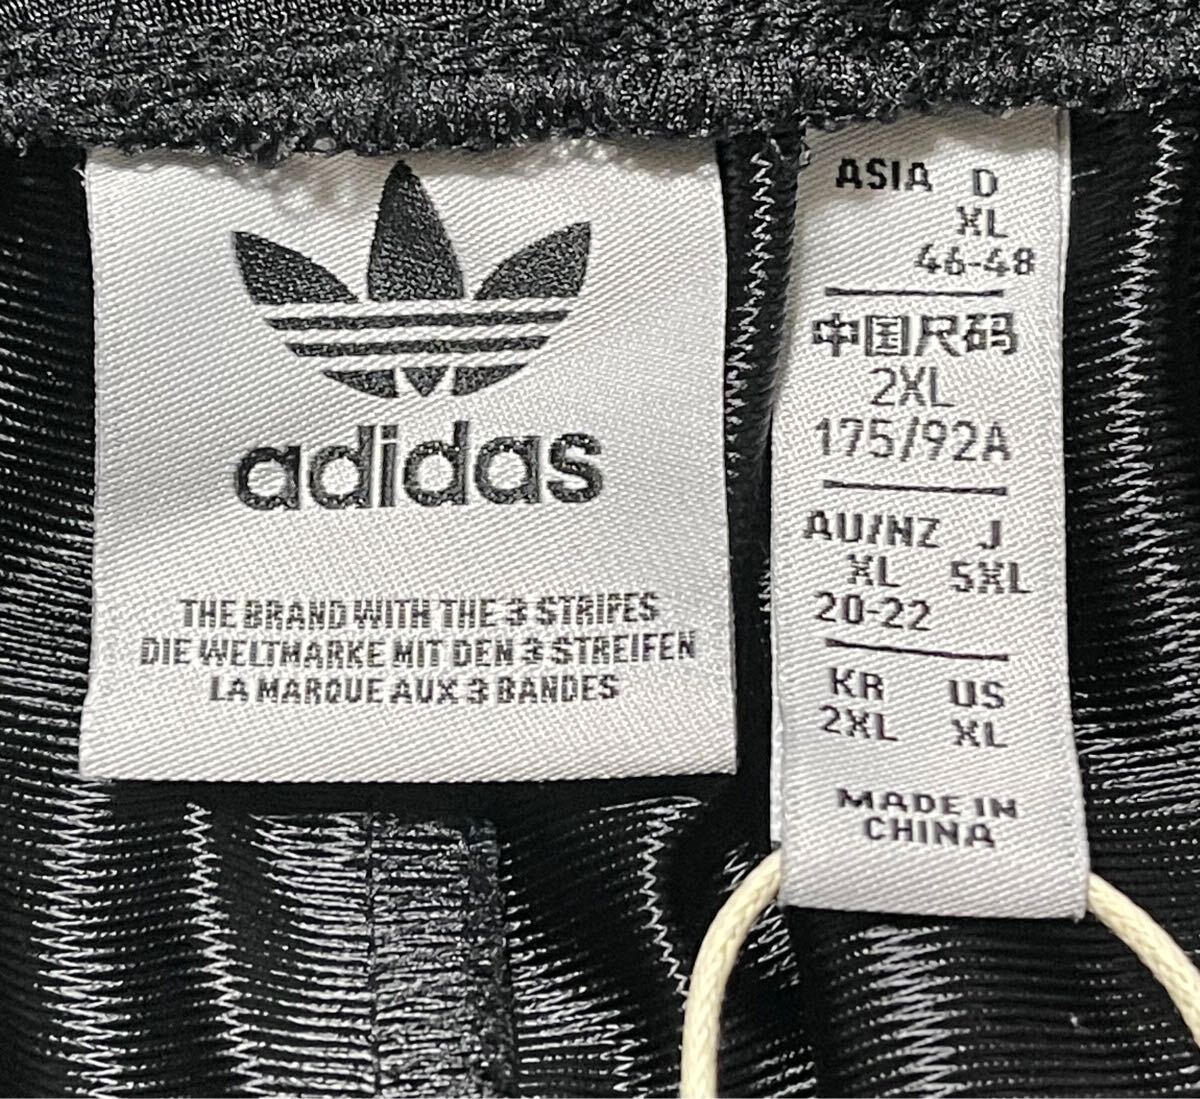 adidas
THE BRAND WITH THE 3 STRIPES
DIE WELTMARKE MIT DEN 3 STREIFEN
LA MARQUE AUX 3 BANDES
ASIA D
XL
46-48
中国尺码
2XL
175/92A
AU/NZ J
XL 5XL
20-22
KR US
2XL XL
MADE IN
CHINA